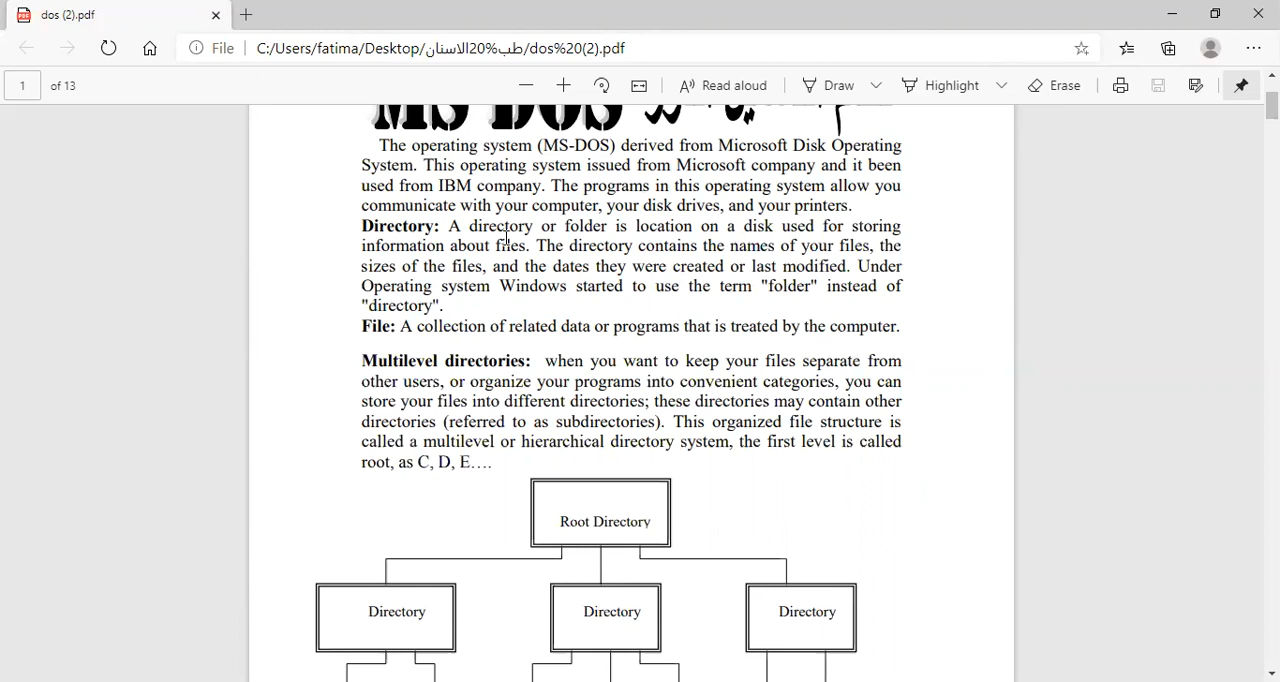 dos (2).pdf
File C:/Users/fatima/Desktop/طب%20الاسنان/dos%20(2).pdf
1 of 13 Read aloud Draw Highlight Erase
MS DOS
The operating system (MS-DOS) derived from Microsoft Disk Operating
System. This operating system issued from Microsoft company and it been
used from IBM company. The programs in this operating system allow you
communicate with your computer, your disk drives, and your printers.
Directory: A directory or folder is location on a disk used for storing
information about files. The directory contains the names of your files, the
sizes of the files, and the dates they were created or last modified. Under
Operating system Windows started to use the term "folder" instead of
"directory".
File: A collection of related data or programs that is treated by the computer.
Multilevel directories: when you want to keep your files separate from
other users, or organize your programs into convenient categories, you can
store your files into different directories; these directories may contain other
directories (referred to as subdirectories). This organized file structure is
called a multilevel or hierarchical directory system, the first level is called
root, as C, D, E….
Root Directory
Directory Directory Directory